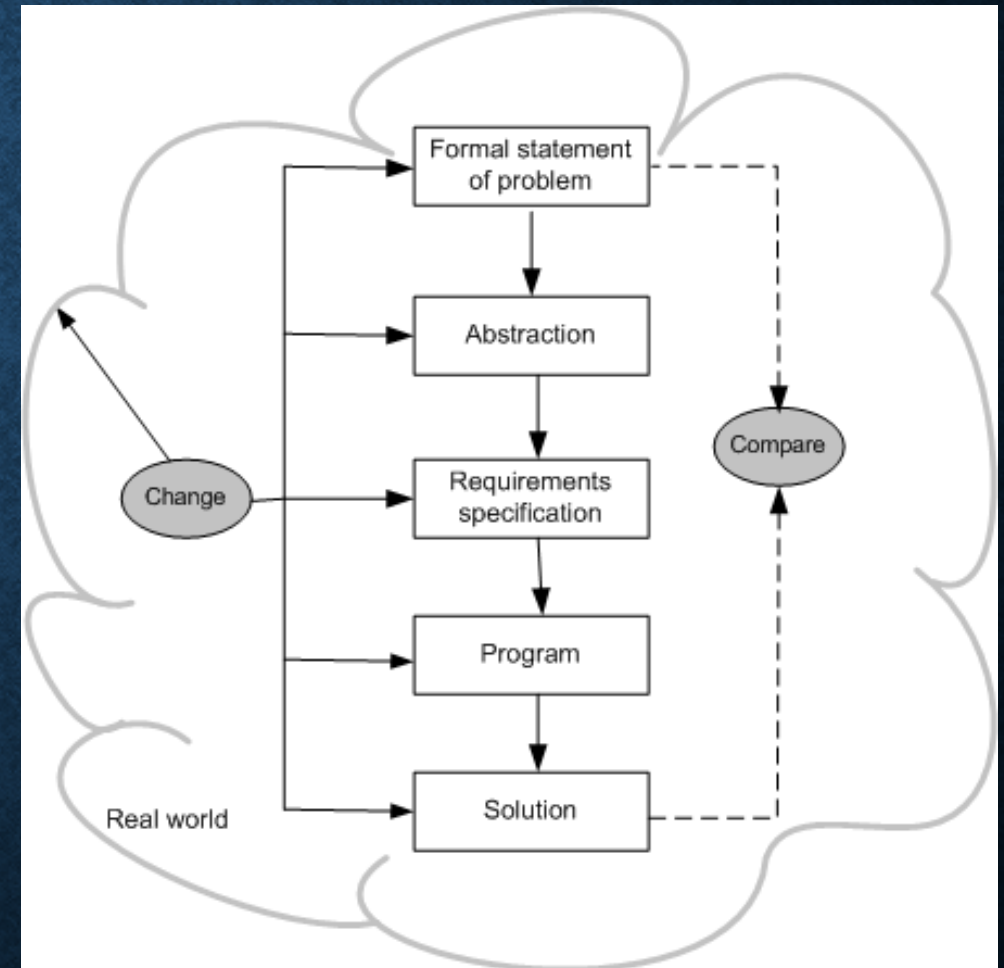 Formal statement
of problem
Abstraction
Compare
Requirements
specification
Change
Program
Solution
Real world